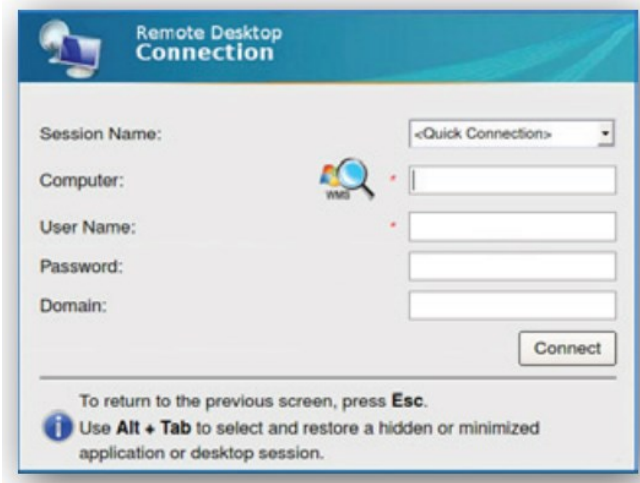 Remote Desktop
Connection
Session Name:
<Quick Connection>
Computer:
WMS
*
User Name:
*
Password:
Domain:
Connect
To return to the previous screen, press Esc.
Use Alt + Tab to select and restore a hidden or minimized
application or desktop session.